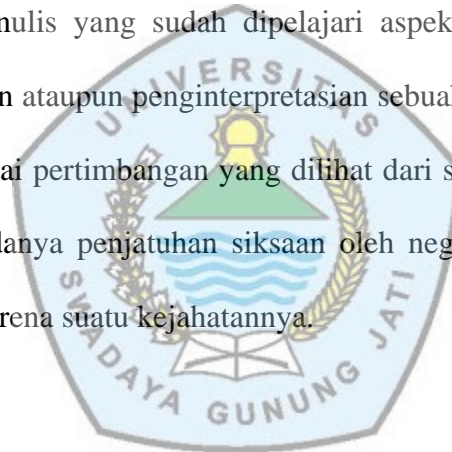 nulis yang sudah dipelajari aspek
n ataupun penginterpretasian sebual
ai pertimbangan yang dilihat dari s
danya penjatuhan siksaan oleh neg
rena suatu kejahatannya.
UNIVERSITAS
SWADAYA GUNUNG JATI